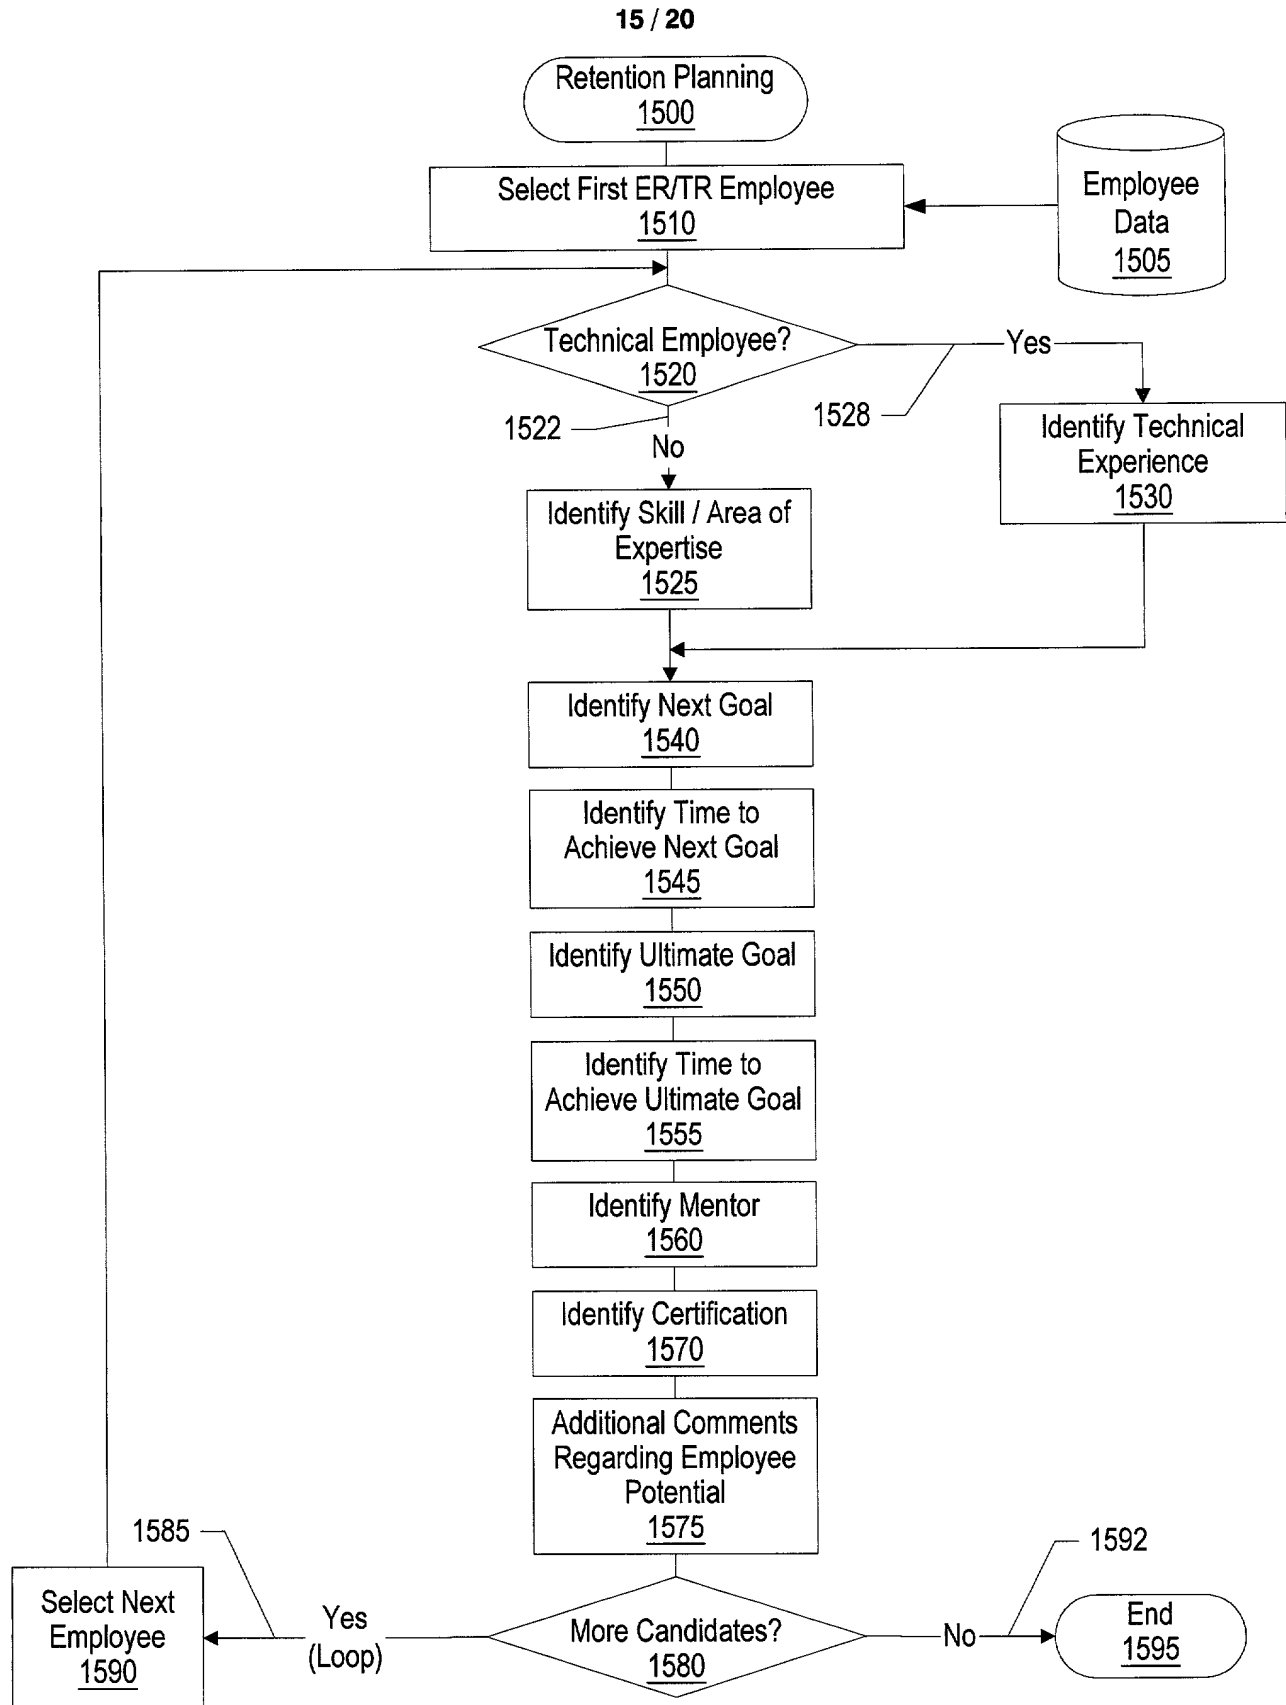 15 / 20
Retention Planning
1500
Select First ER/TR Employee
1510
Employee
Data
1505
Technical Employee?
1520
Yes
1528
1522
No
Identify Technical
Experience
1530
Identify Skill / Area of
Expertise
1525
Identify Next Goal
1540
Identify Time to
Achieve Next Goal
1545
Identify Ultimate Goal
1550
Identify Time to
Achieve Ultimate Goal
1555
Identify Mentor
1560
Identify Certification
1570
Additional Comments
Regarding Employee
Potential
1575
1585
1592
Select Next
Employee
1590
Yes
(Loop)
More Candidates?
1580
No
End
1595